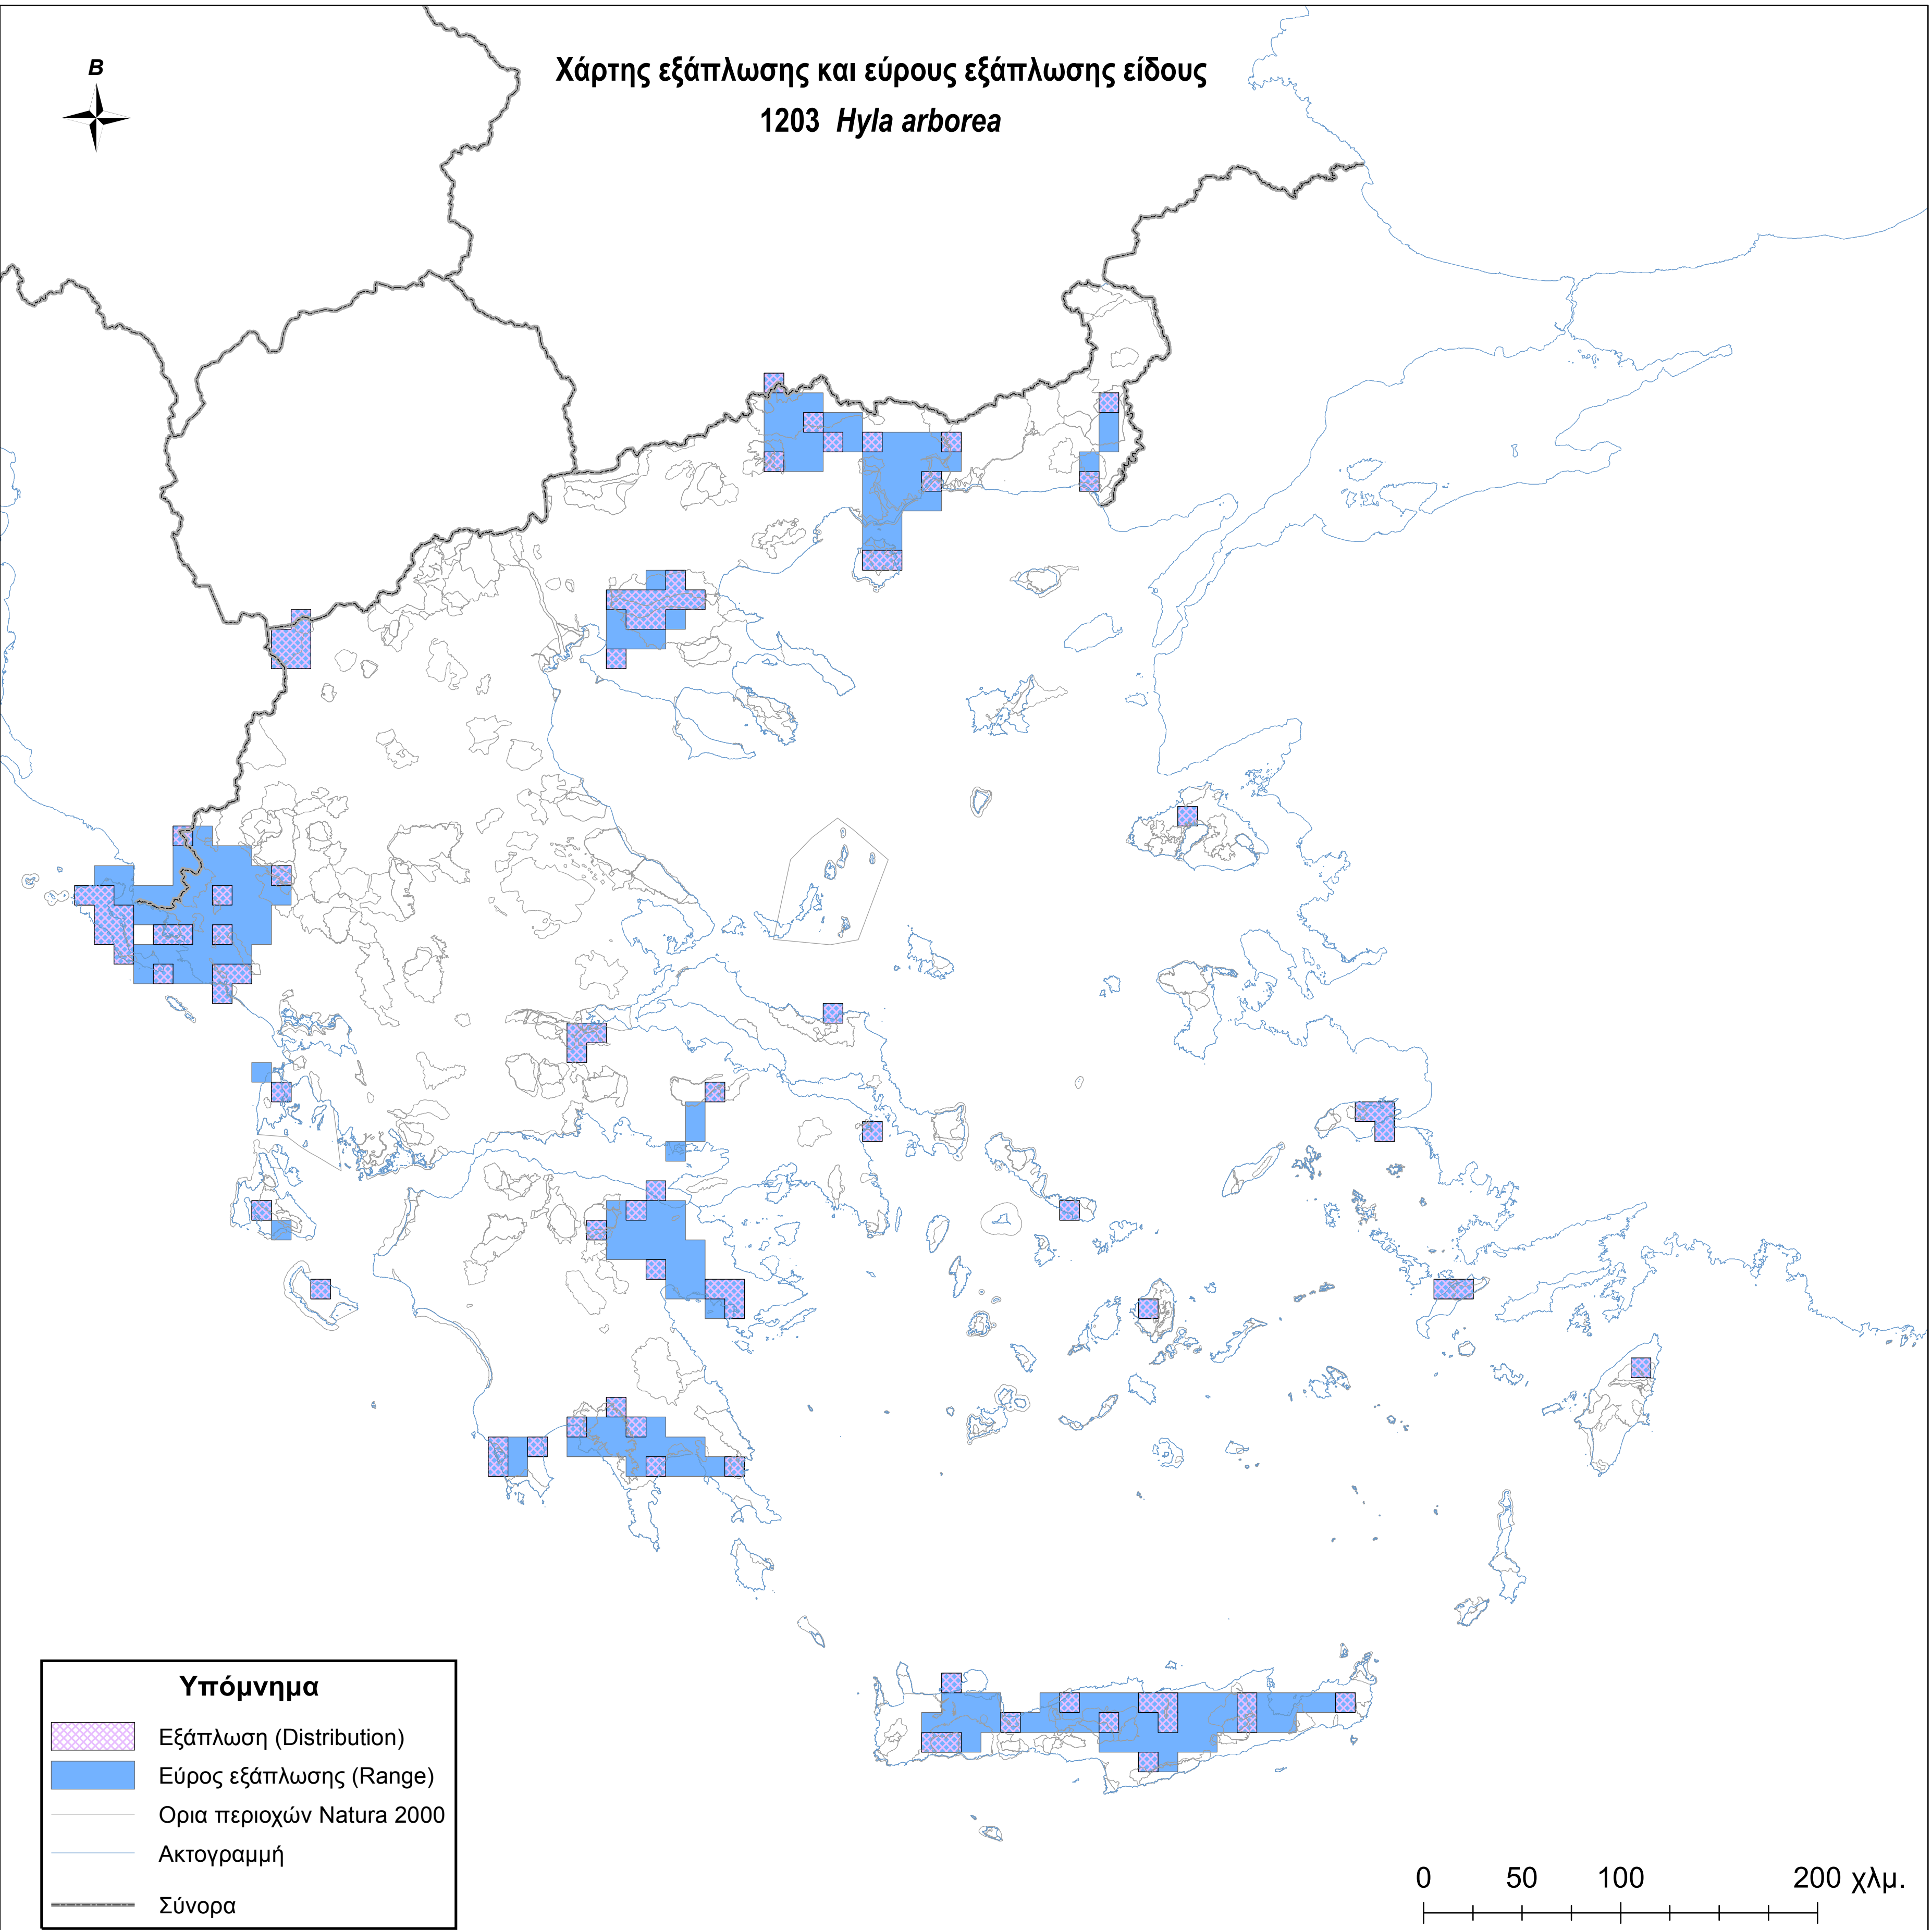 Β
Χάρτης εξάπλωσης και εύρους εξάπλωσης είδους
1203 Hyla arborea
Υπόμνημα
Εξάπλωση (Distribution)
Εύρος εξάπλωσης (Range)
Ορια περιοχών Natura 2000
Ακτογραμμή
Σύνορα
0 50 100 200 χλμ.